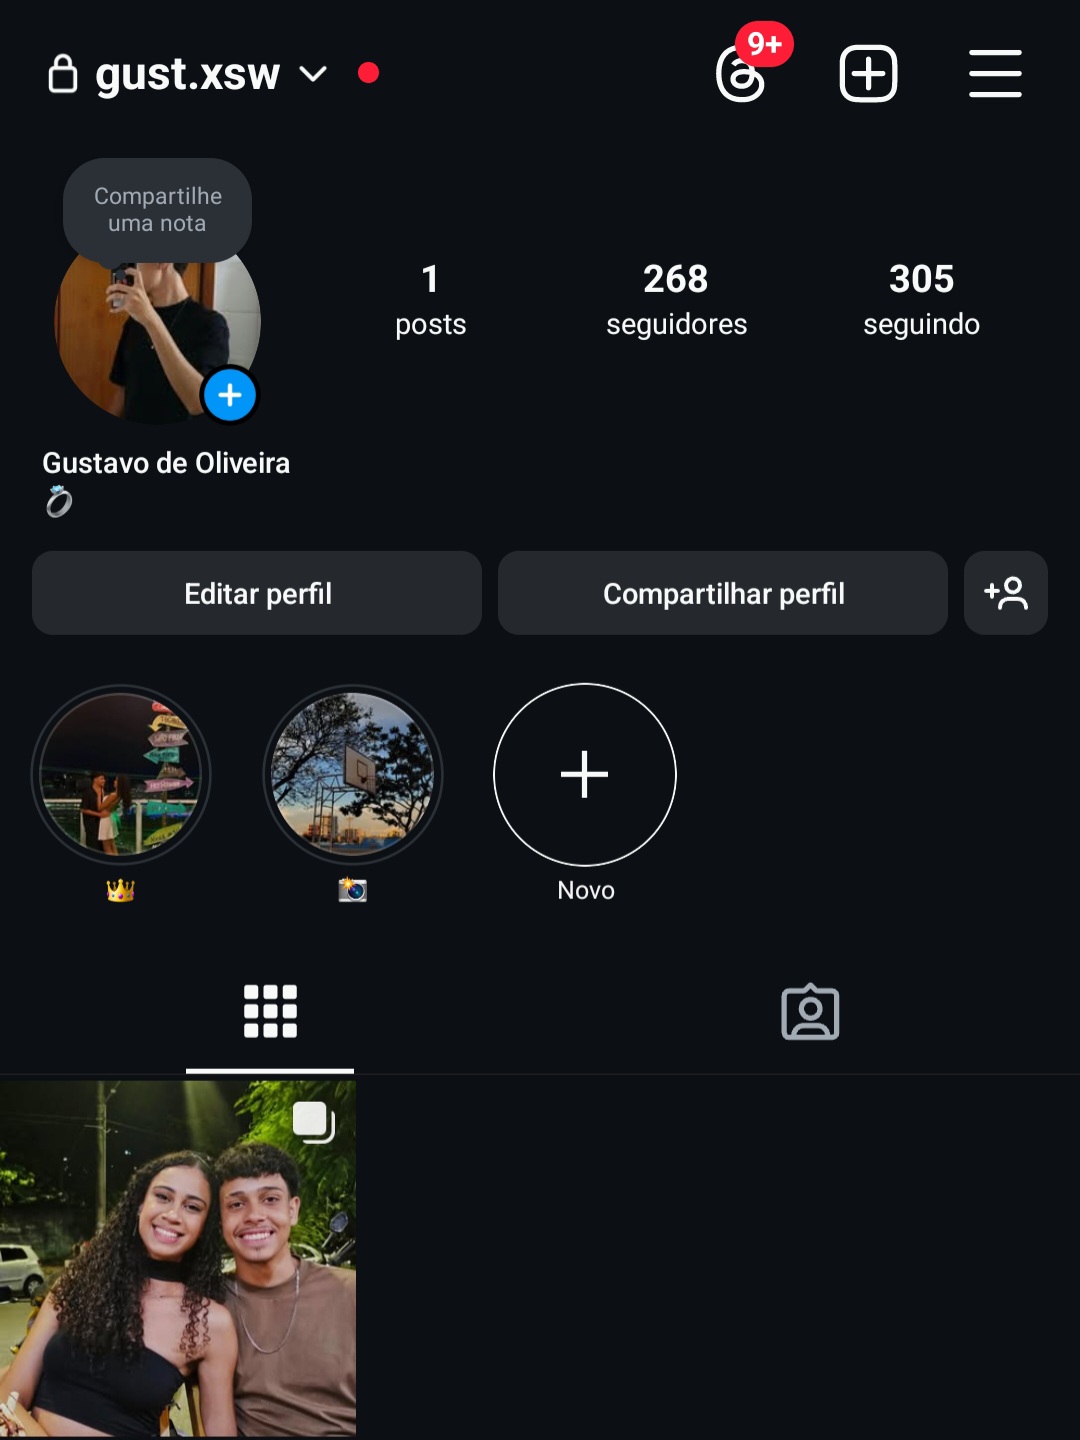 gust.xsw
9+
Compartilhe
uma nota
1
posts
268
seguidores
305
seguindo
Gustavo de Oliveira
💍
Editar perfil
Compartilhar perfil
👑
📸
Novo